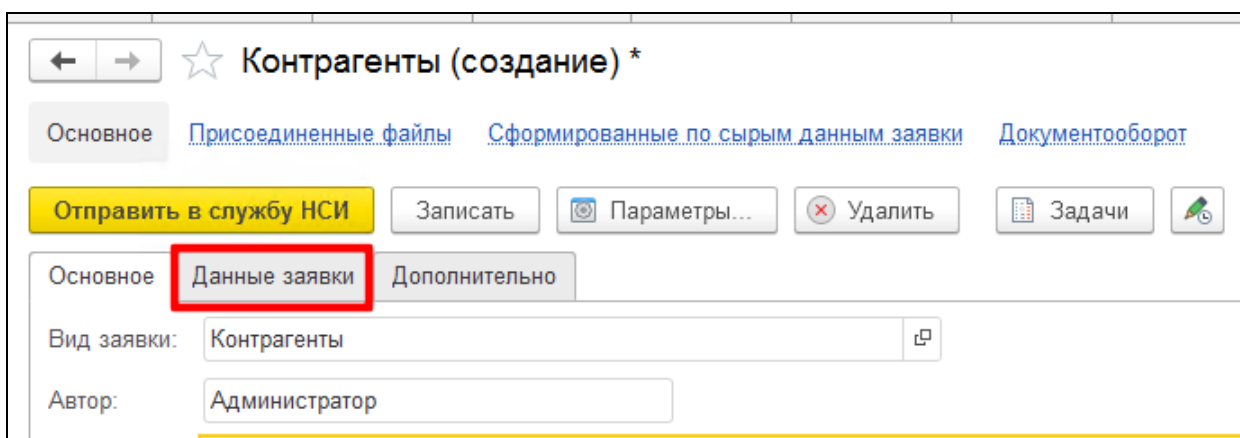 Контрагенты (создание) *
Основное Присоединенные файлы Сформированные по сырым данным заявки Документооборот
Отправить в службу НСИ Записать Параметры... Удалить Задачи
Основное Данные заявки Дополнительно
Вид заявки: Контрагенты
Автор: Администратор